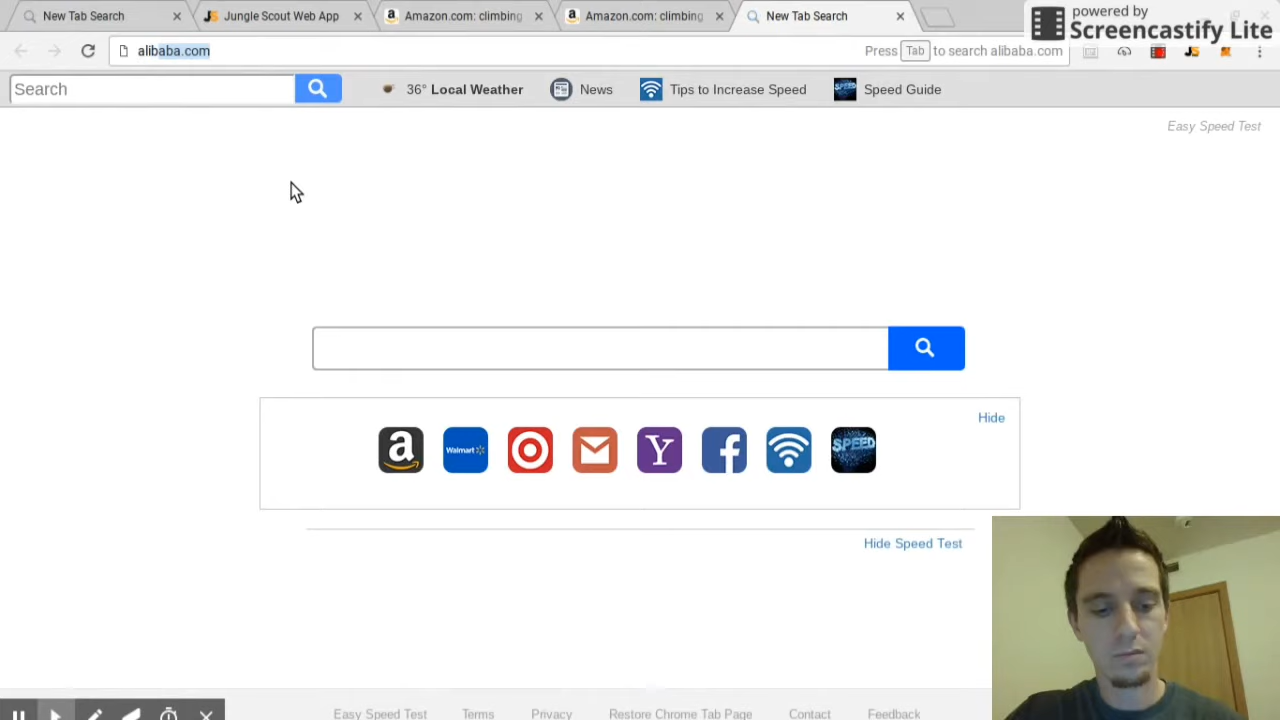 New Tab Search
Jungle Scout Web App
Amazon.com: climbing
Amazon.com: climbing
New Tab Search
powered by
Screencastify Lite
alibaba.com
Press Tab to search alibaba.com
Search
36° Local Weather
News
Tips to Increase Speed
Speed Guide
Easy Speed Test
Walmart
SPEED
Hide
Hide Speed Test
Easy Speed Test
Terms
Privacy
Restore Chrome Tab Page
Contact
Feedback